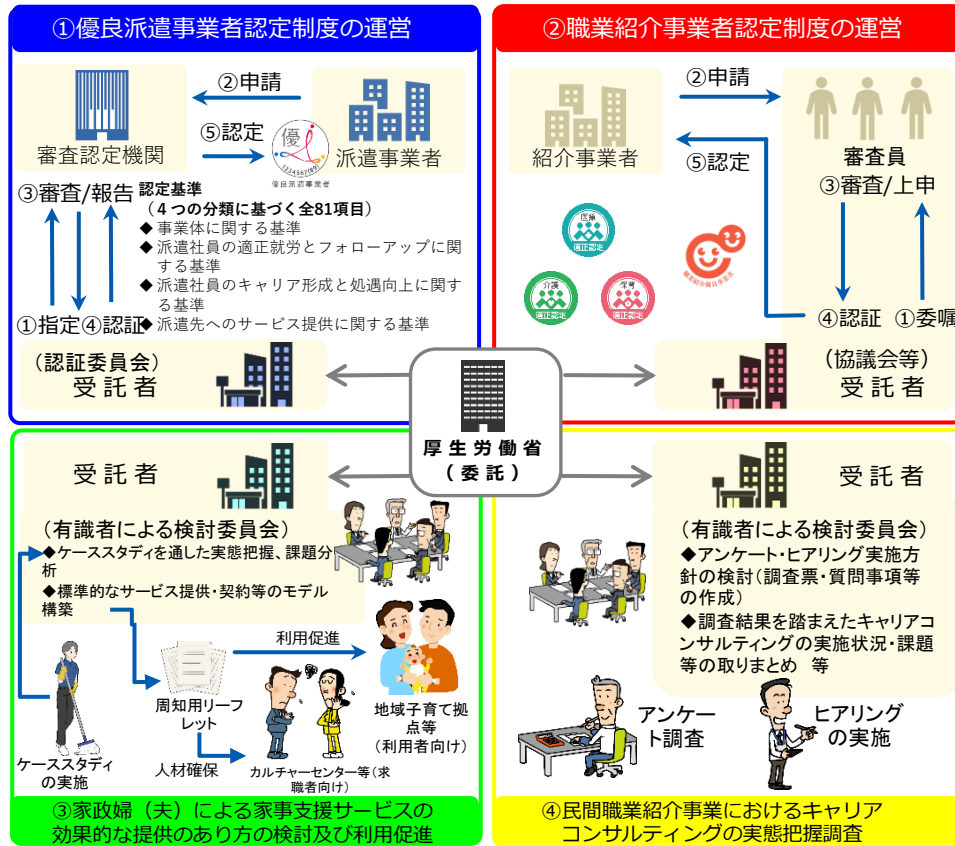 ①優良派遣事業者認定制度の運営
②申請
⑤認定
審査認定機関
優
1234567(89)
優良派遣事業者
派遣事業者
③審査/報告
認定基準
(4つの分類に基づく全81項目)
◆事業体に関する基準
◆派遣社員の適正就労とフォローアップに関
する基準
◆派遣社員のキャリア形成と処遇向上に関す
る基準
◆派遣先へのサービス提供に関する基準
①指定④認証
(認証委員会)
受託者
②職業紹介事業者認定制度の運営
②申請
⑤認定
紹介事業者
審査員
③審査/上申
医療
適正認定
介護
適正認定
保育
適正認定
職業紹介優良事業者
④認証 ①委嘱
(協議会等)
受託者
厚生労働省
(委託)
受託者
(有識者による検討委員会)
◆ケーススタディを通した実態把握、課題分
析
◆標準的なサービス提供・契約等のモデル
構築
利用促進
周知用リーフ
レット
人材確保
ケーススタディ
の実施
カルチャーセンター等(求
職者向け)
地域子育て拠
点等
(利用者向け)
③家政婦(夫)による家事支援サービスの
効果的な提供のあり方の検討及び利用促進
受託者
(有識者による検討委員会)
◆アンケート・ヒアリング実施方
針の検討(調査票・質問事項等
の作成)
◆調査結果を踏まえたキャリアコ
ンサルティングの実施状況・課題
等の取りまとめ 等
アンケー
ト調査
ヒアリング
の実施
④民間職業紹介事業におけるキャリア
コンサルティングの実態把握調査